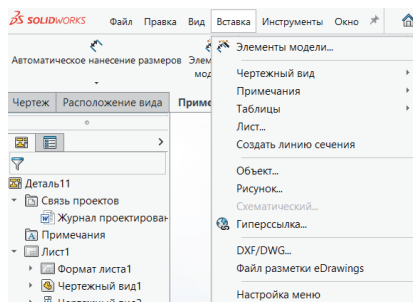 SOLIDWORKS Файл Правка Вид Вставка Инструменты Окно
Автоматическое нанесение размеров
Чертеж Расположение вида Приме
Элементы модели...
Чертежный вид
Примечания
Таблицы
Лист...
Создать линию сечения
Объект...
Рисунок...
Схематический...
Гиперссылка...
DXF/DWG...
Файл разметки eDrawings
Настройка меню
Деталь11
Связь проектов
Журнал проектирован
Примечания
Лист1
Формат листа1
Чертежный вид1